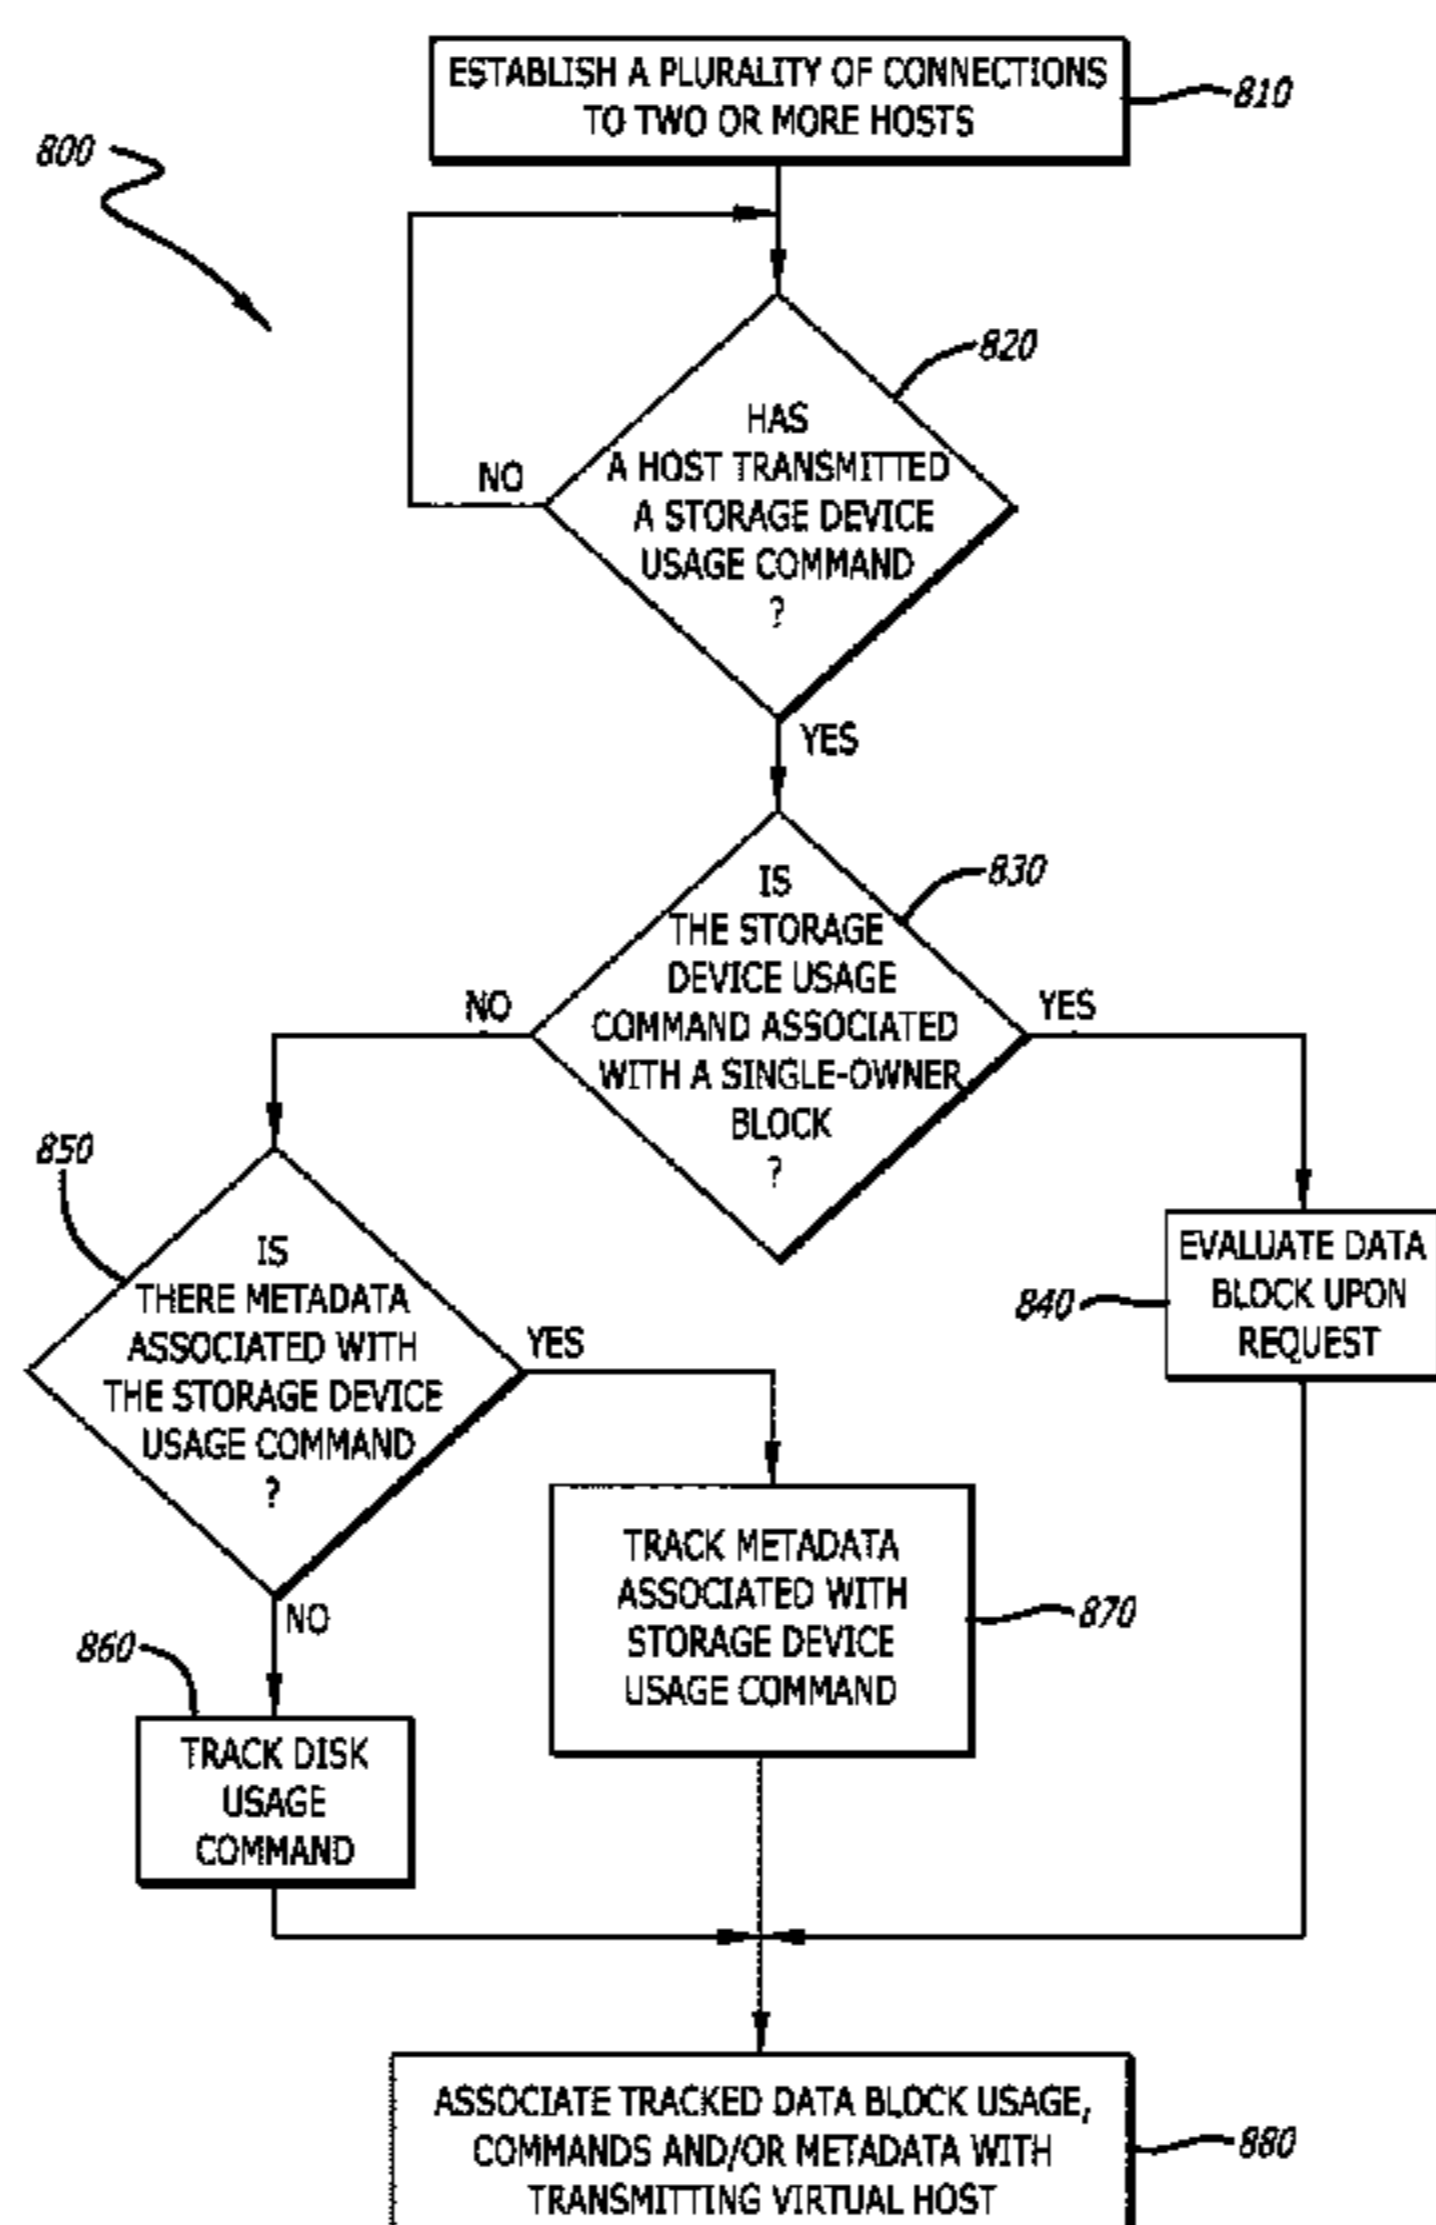 ESTABLISH A PLURALITY OF CONNECTIONS
TO TWO OR MORE HOSTS
810
800
820
HAS
A HOST TRANSMITTED
A STORAGE DEVICE
USAGE COMMAND
?
NO
YES
830
IS
THE STORAGE
DEVICE USAGE
COMMAND ASSOCIATED
WITH A SINGLE-OWNER
BLOCK
?
NO
YES
850
IS
THERE METADATA
ASSOCIATED WITH
THE STORAGE DEVICE
USAGE COMMAND
?
YES
NO
840
EVALUATE DATA
BLOCK UPON
REQUEST
TRACK METADATA
ASSOCIATED WITH
STORAGE DEVICE
USAGE COMMAND
870
860
TRACK DISK
USAGE
COMMAND
ASSOCIATE TRACKED DATA BLOCK USAGE,
COMMANDS AND/OR METADATA WITH
TRANSMITTING VIRTUAL HOST
880